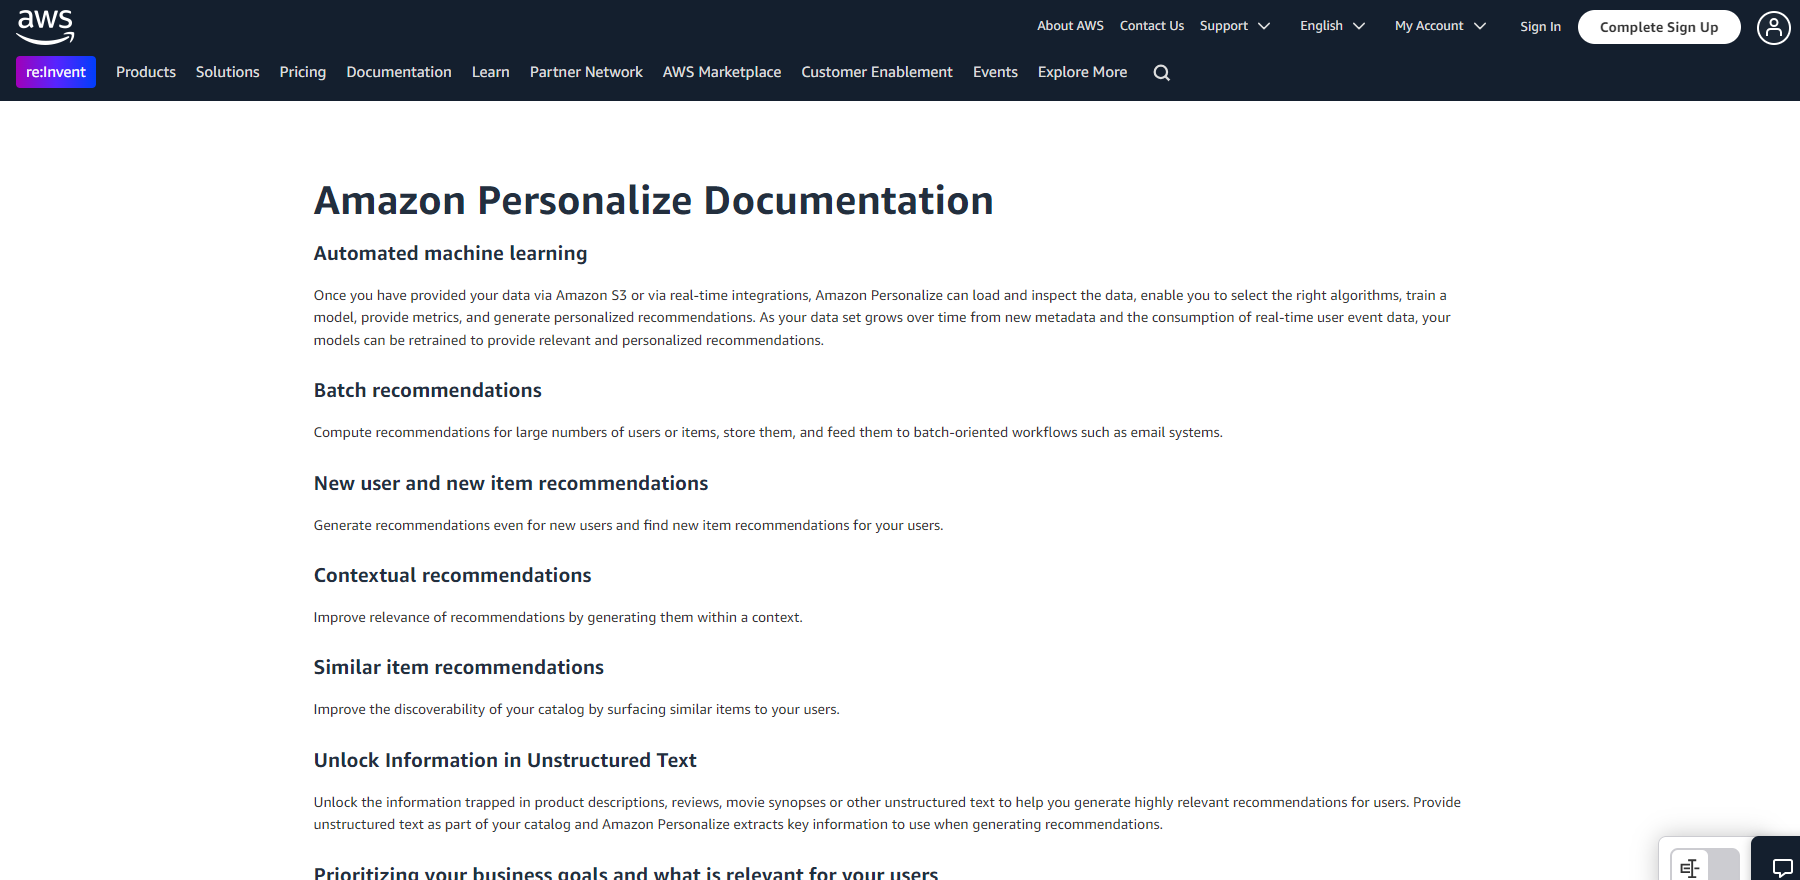 aws
About AWS Contact Us Support English My Account Sign In Complete Sign Up
re:Invent Products Solutions Pricing Documentation Learn Partner Network AWS Marketplace Customer Enablement Events Explore More
Amazon Personalize Documentation
Automated machine learning
Once you have provided your data via Amazon S3 or via real-time integrations, Amazon Personalize can load and inspect the data, enable you to select the right algorithms, train a
model, provide metrics, and generate personalized recommendations. As your data set grows over time from new metadata and the consumption of real-time user event data, your
models can be retrained to provide relevant and personalized recommendations.
Batch recommendations
Compute recommendations for large numbers of users or items, store them, and feed them to batch-oriented workflows such as email systems.
New user and new item recommendations
Generate recommendations even for new users and find new item recommendations for your users.
Contextual recommendations
Improve relevance of recommendations by generating them within a context.
Similar item recommendations
Improve the discoverability of your catalog by surfacing similar items to your users.
Unlock Information in Unstructured Text
Unlock the information trapped in product descriptions, reviews, movie synopses or other unstructured text to help you generate highly relevant recommendations for users. Provide
unstructured text as part of your catalog and Amazon Personalize extracts key information to use when generating recommendations.
Prioritizing your business goals and what is relevant for your users